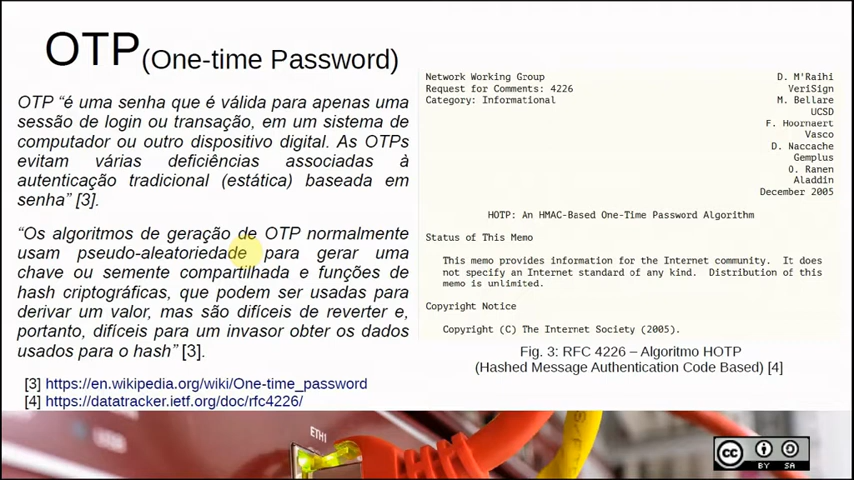 OTP(One-time Password)
OTP “é uma senha que é válida para apenas uma
sessão de login ou transação, em um sistema de
computador ou outro dispositivo digital. As OTPs
evitam várias deficiências associadas à
autenticação tradicional (estática) baseada em
senha” [3].
“Os algoritmos de geração de OTP normalmente
usam pseudo-aleatoriedade para gerar uma
chave ou semente compartilhada e funções de
hash criptográficas, que podem ser usadas para
derivar um valor, mas são difíceis de reverter e,
portanto, difíceis para um invasor obter os dados
usados para o hash” [3].
[3] https://en.wikipedia.org/wiki/One-time_password
[4] https://datatracker.ietf.org/doc/rfc4226/
Network Working Group D. M'Raihi
Request for Comments: 4226 VeriSign
Category: Informational M. Bellare
UCSD
F. Hoornaert
Vasco
D. Naccache
Gemplus
O. Ranen
Aladdin
December 2005
HOTP: An HMAC-Based One-Time Password Algorithm
Status of This Memo
This memo provides information for the Internet community. It does
not specify an Internet standard of any kind. Distribution of this
memo is unlimited.
Copyright Notice
Copyright (C) The Internet Society (2005).
Fig. 3: RFC 4226 – Algoritmo HOTP
(Hashed Message Authentication Code Based) [4]
ETH1
cc BY SA